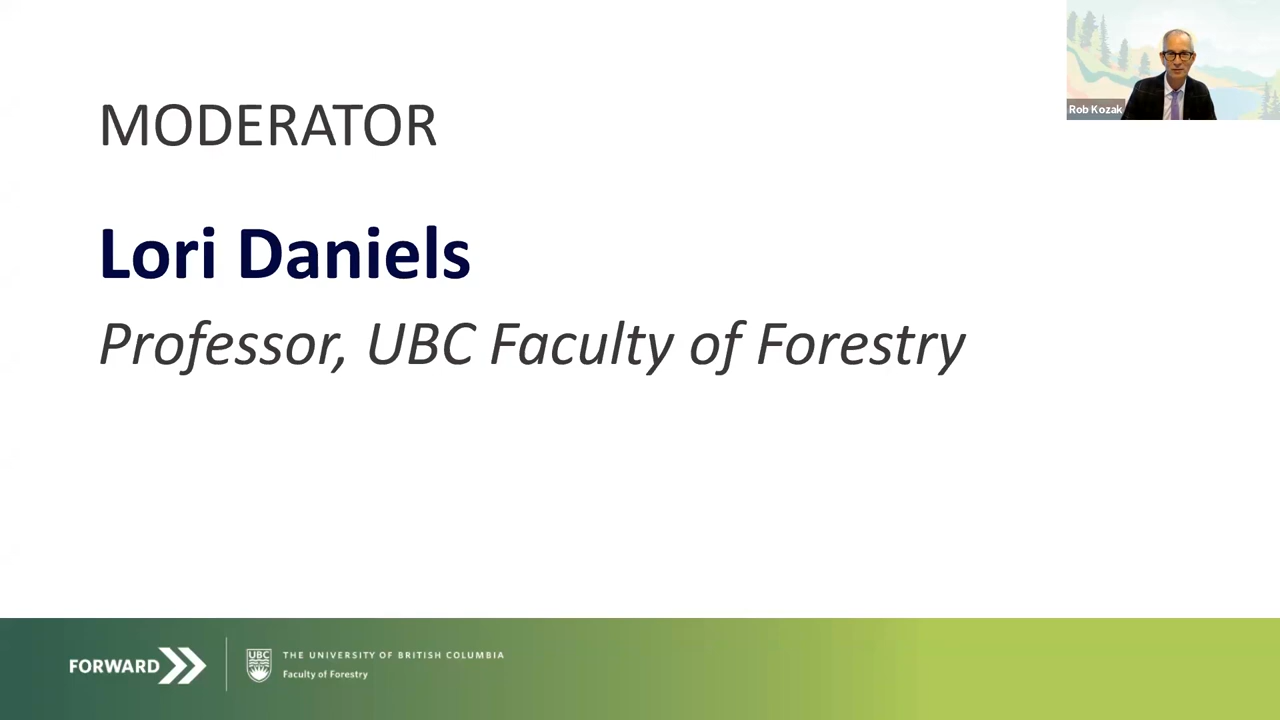 MODERATOR
Rob Kozak
Lori Daniels
Professor, UBC Faculty of Forestry
FORWARD
UBC
THE UNIVERSITY OF BRITISH COLUMBIA
Faculty of Forestry